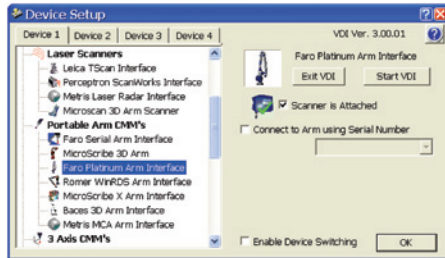 Device Setup
Device 1 Device 2 Device 3 Device 4
VDI Ver. 3.00.01
Laser Scanners
Leica TScan Interface
Perceptron ScanWorks Interface
Metris Laser Radar Interface
Microscan 3D Arm Scanner
Portable Arm CMM's
Faro Serial Arm Interface
MicroScribe 3D Arm
Faro Platinum Arm Interface
Romer WinRDS Arm Interface
MicroScribe X Arm Interface
Baces 3D Arm Interface
Metris MCA Arm Interface
3 Axis CMM's
Faro Platinum Arm Interface
Exit VDI Start VDI
Scanner is Attached
Connect to Arm using Serial Number
Enable Device Switching OK